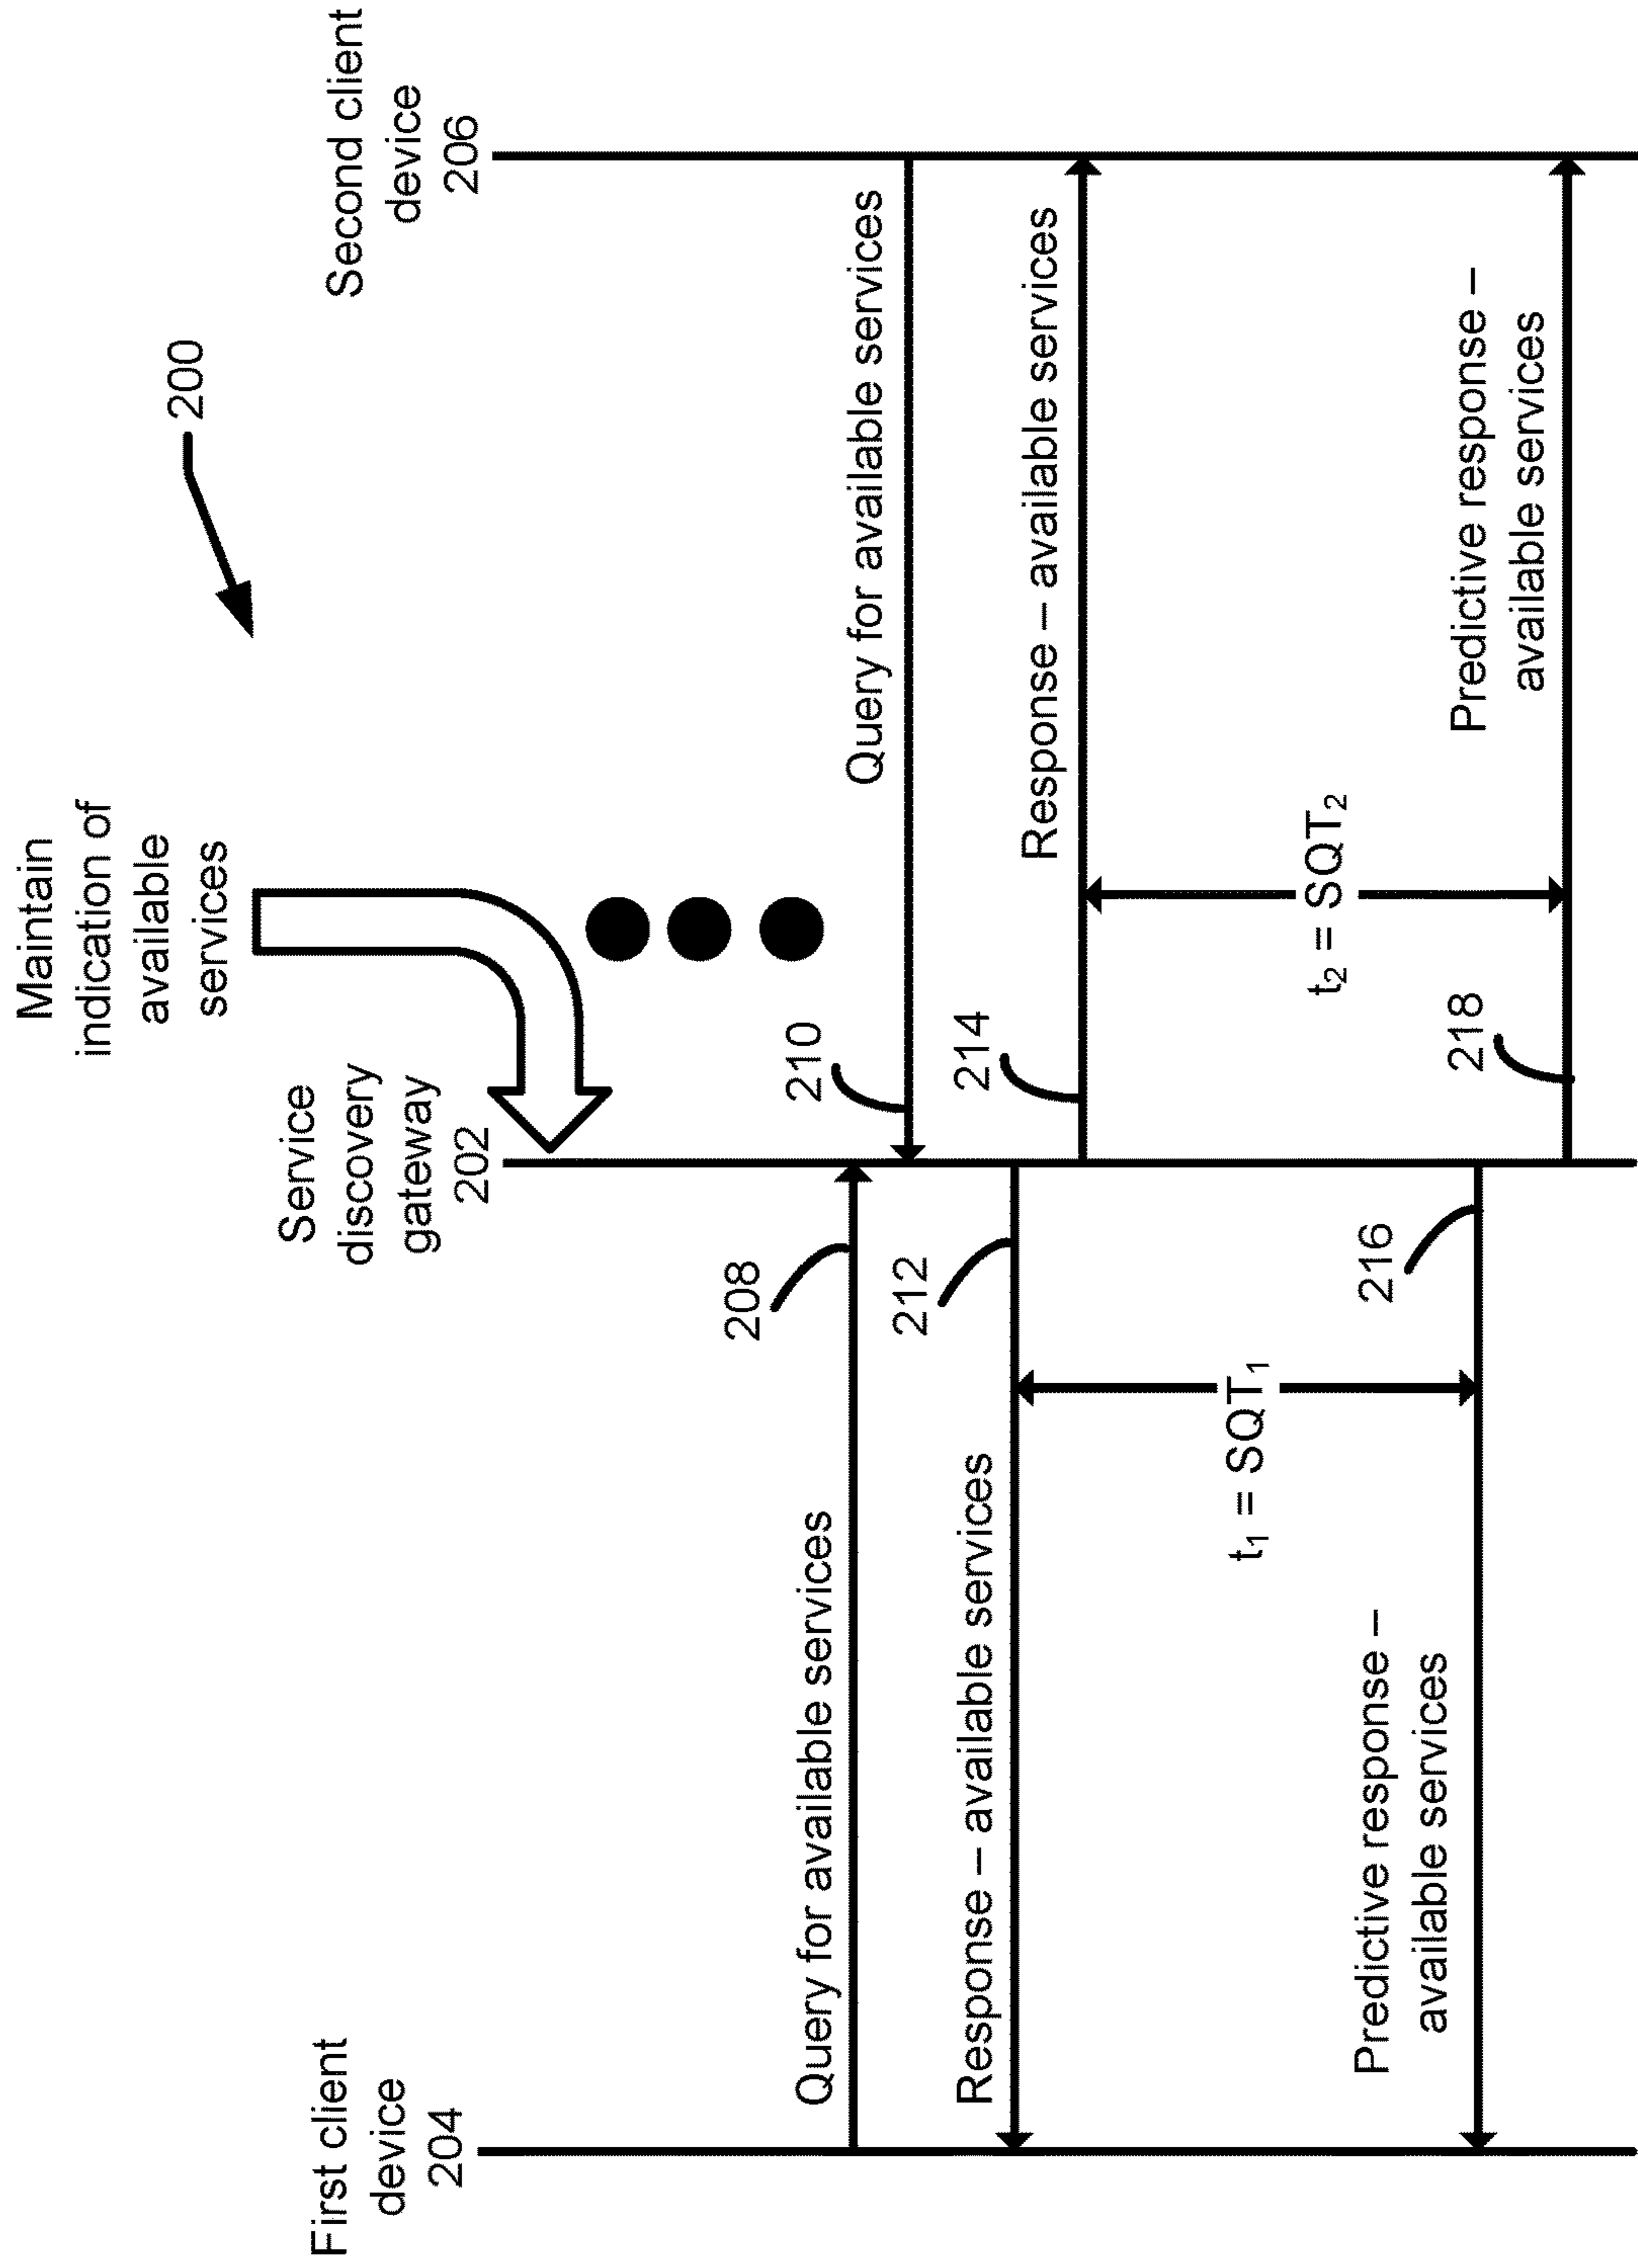 Maintain
indication of
available
services
200
First client
device
204
Service
discovery
gateway
202
Second client
device
206
208
Query for available services
210
Query for available services
212
Response – available services
214
Response – available services
t₁ = SQT₁
t₂ = SQT₂
216
Predictive response –
available services
218
Predictive response –
available services